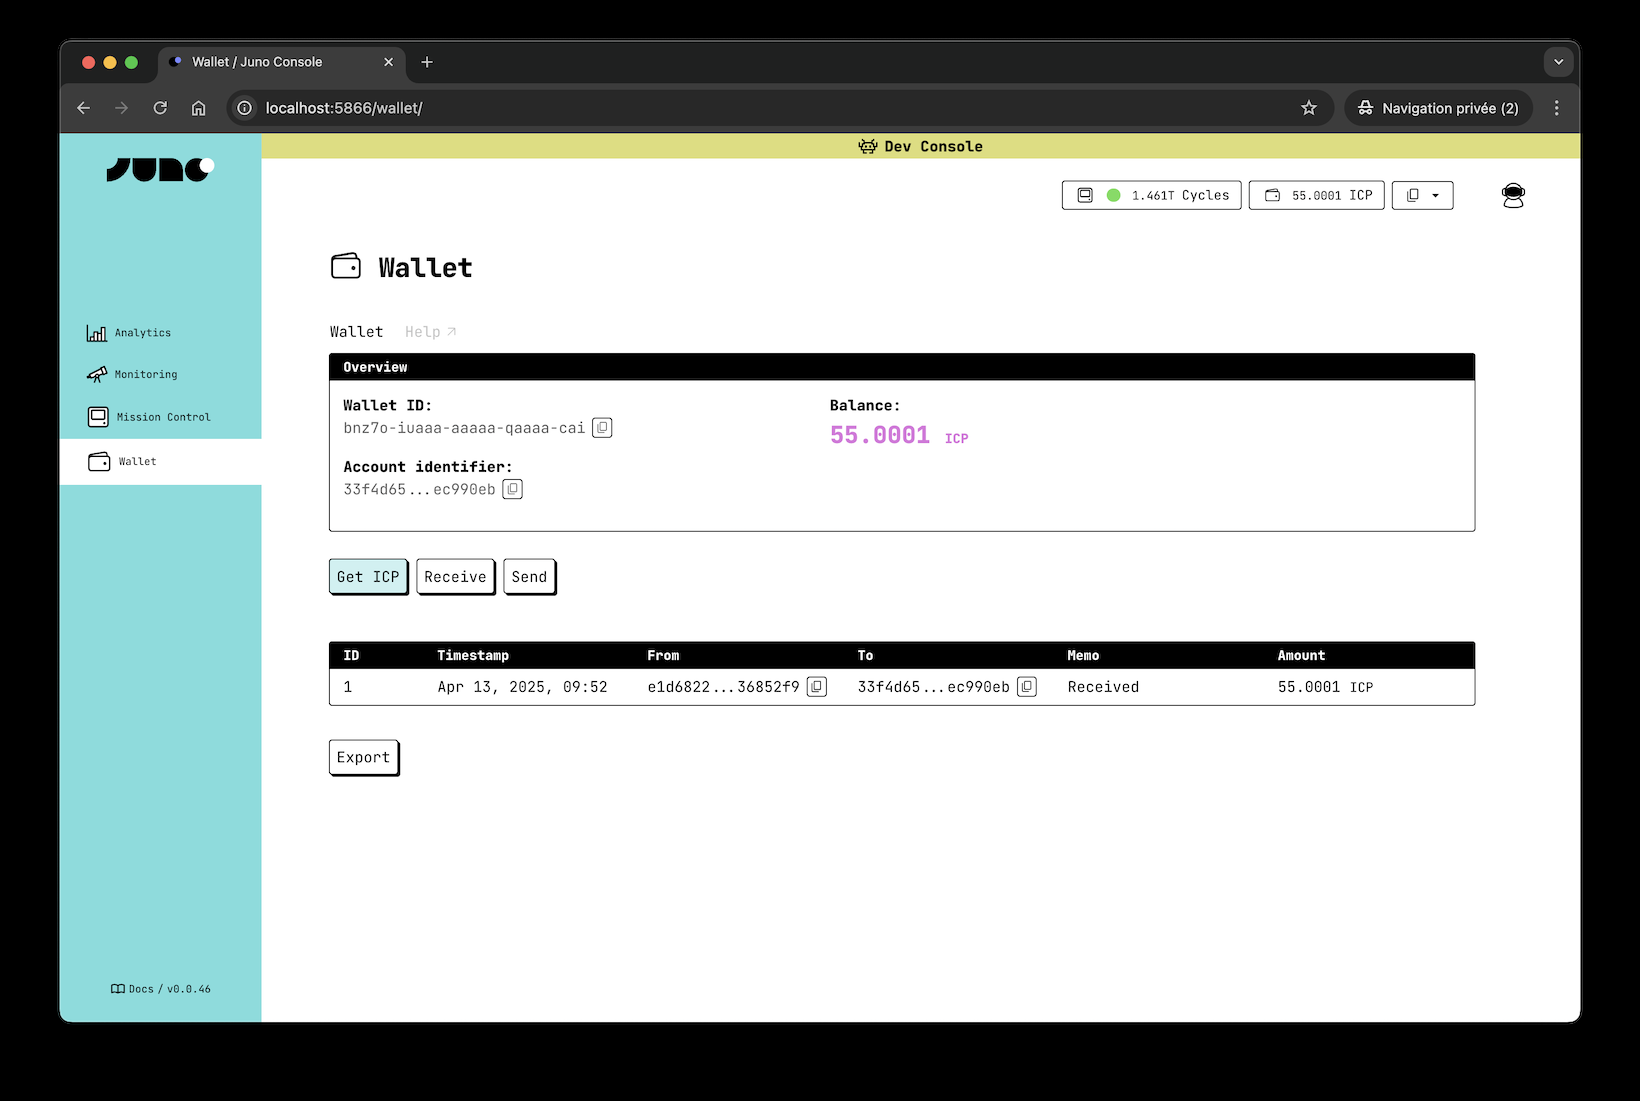 Wallet / Juno Console
localhost:5866/wallet/
Navigation privée (2)
Dev Console
JUNO
1.461T Cycles
55.0001 ICP
Wallet
Analytics
Monitoring
Mission Control
Wallet
Wallet Help
Overview
Wallet ID:
bnz7o-iuaaa-aaaaa-qaaaa-cai
Balance:
55.0001 ICP
Account identifier:
33f4d65...ec990eb
Get ICP Receive Send
ID Timestamp From To Memo Amount
1 Apr 13, 2025, 09:52 e1d6822...36852f9 33f4d65...ec990eb Received 55.0001 ICP
Export
Docs / v0.0.46